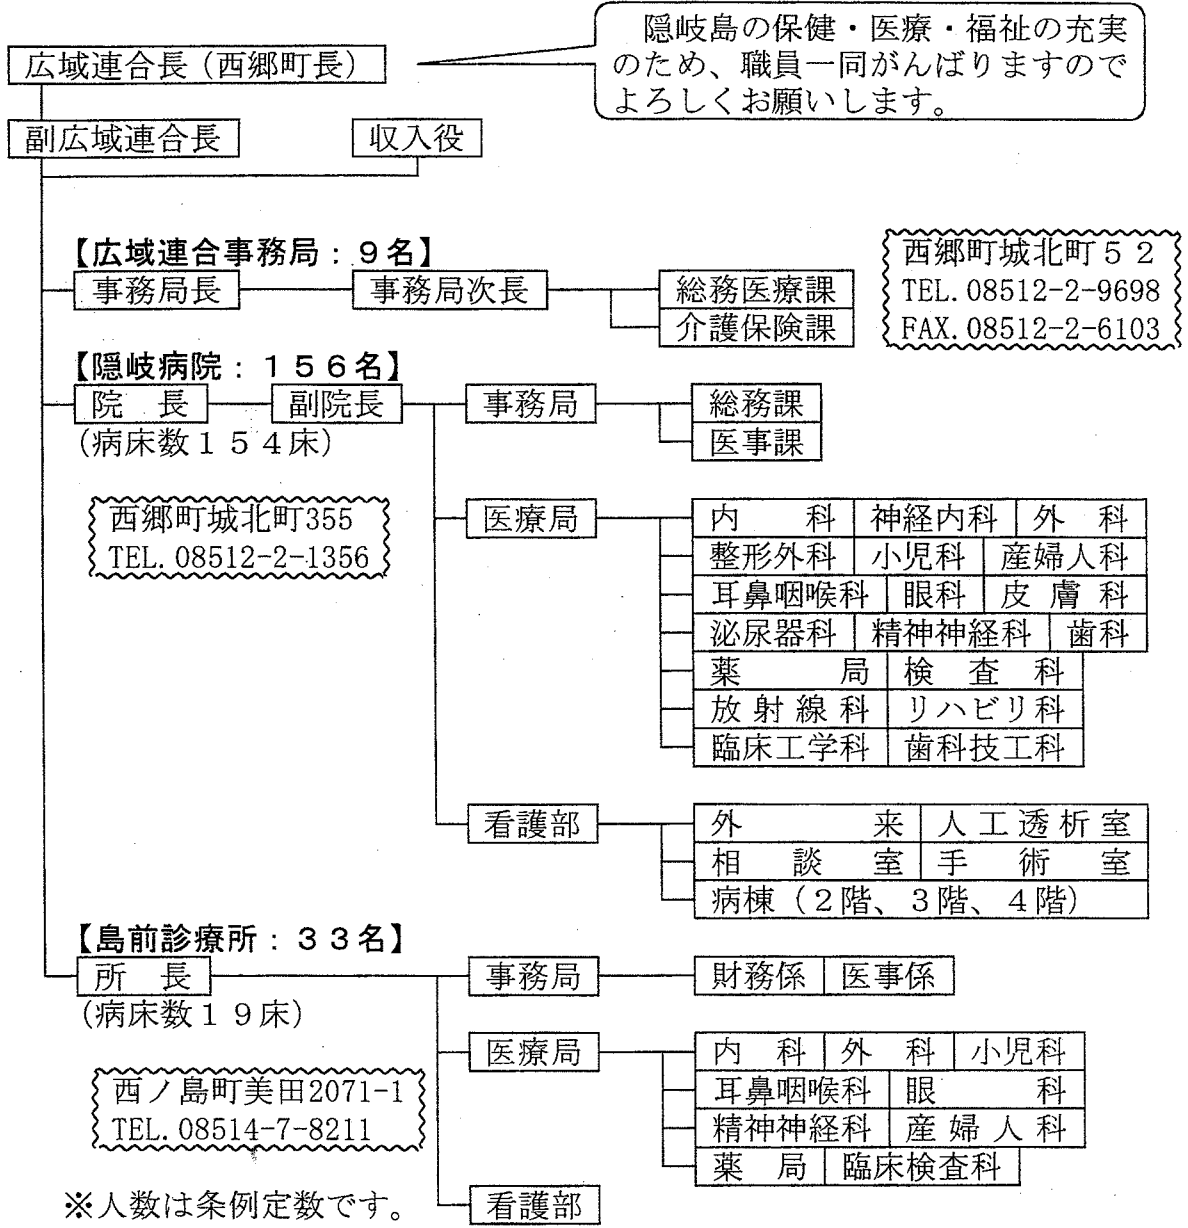 隠岐島の保健・医療・福祉の充実
のため、職員一同がんばりますので
よろしくお願いします。
広域連合長（西郷町長）
副広域連合長 収入役
【広域連合事務局：９名】
事務局長 事務局次長 総務医療課
介護保険課
西郷町城北町５２
TEL.08512-2-9698
FAX.08512-2-6103
【隠岐病院：１５６名】
院　長 副院長 事務局 総務課
（病床数１５４床） 医事課
西郷町城北町355
TEL.08512-2-1356
医療局 内　科 神経内科 外　科
整形外科 小児科 産婦人科
耳鼻咽喉科 眼科 皮膚科
泌尿器科 精神神経科 歯科
薬　局 検査科
放射線科 リハビリ科
臨床工学科 歯科技工科
看護部 外　来 人工透析室
相談室 手術室
病棟（２階、３階、４階）
【島前診療所：３３名】
所　長 事務局 財務係 医事係
（病床数１９床）
医療局 内　科 外　科 小児科
耳鼻咽喉科 眼　科
精神神経科 産婦人科
薬　局 臨床検査科
西ノ島町美田2071-1
TEL.08514-7-8211
看護部
※人数は条例定数です。